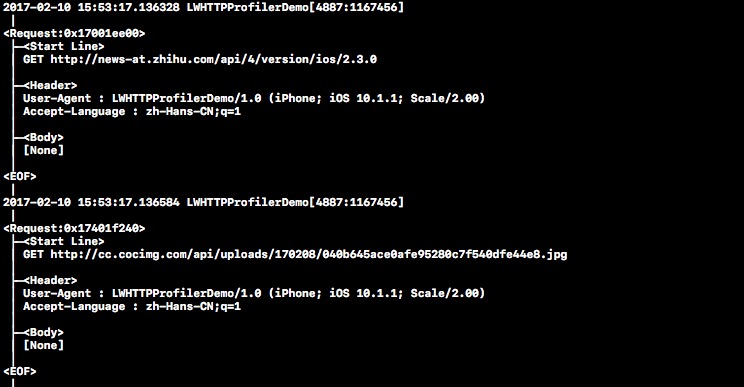 2017-02-10 15:53:17.136328 LWHTTPProfilerDemo[4887:1167456]
|
<Request:0x17001ee00>
├─<Start Line>
│ GET http://news-at.zhihu.com/api/4/version/ios/2.3.0
│
├─<Header>
│ User-Agent : LWHTTPProfilerDemo/1.0 (iPhone; iOS 10.1.1; Scale/2.00)
│ Accept-Language : zh-Hans-CN;q=1
│
├─<Body>
│ [None]
│
<EOF>
|
2017-02-10 15:53:17.136584 LWHTTPProfilerDemo[4887:1167456]
|
<Request:0x17401f240>
├─<Start Line>
│ GET http://cc.cocimg.com/api/uploads/170208/040b645ace0afe95280c7f540dfe44e8.jpg
│
├─<Header>
│ User-Agent : LWHTTPProfilerDemo/1.0 (iPhone; iOS 10.1.1; Scale/2.00)
│ Accept-Language : zh-Hans-CN;q=1
│
├─<Body>
│ [None]
│
<EOF>
|